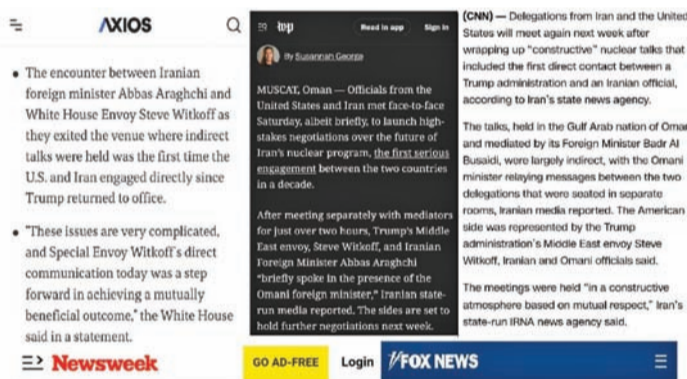 AXIOS
• The encounter between Iranian
foreign minister Abbas Araghchi and
White House Envoy Steve Witkoff as
they exited the venue where indirect
talks were held was the first time the
U.S. and Iran engaged directly since
Trump returned to office.
• "These issues are very complicated,
and Special Envoy Witkoff's direct
communication today was a step
forward in achieving a mutually
beneficial outcome," the White House
said in a statement.
wp
Read in app
Sign in
By Susannah George
MUSCAT, Oman — Officials from the
United States and Iran met face-to-face
Saturday, albeit briefly, to launch high-
stakes negotiations over the future of
Iran's nuclear program, the first serious
engagement between the two countries
in a decade.
After meeting separately with mediators
for just over two hours, Trump's Middle
East envoy, Steve Witkoff, and Iranian
Foreign Minister Abbas Araghchi
"briefly spoke in the presence of the
Omani foreign minister," Iranian state-
run media reported. The sides are set to
hold further negotiations next week.
(CNN) — Delegations from Iran and the United
States will meet again next week after
wrapping up "constructive" nuclear talks that
included the first direct contact between a
Trump administration and an Iranian official,
according to Iran's state news agency.
The talks, held in the Gulf Arab nation of Oman
and mediated by its Foreign Minister Badr Al
Busaidi, were largely indirect, with the Omani
minister relaying messages between the two
delegations that were seated in separate
rooms, Iranian media reported. The American
side was represented by the Trump
administration's Middle East envoy Steve
Witkoff, Iranian and Omani officials said.
The meetings were held "in a constructive
atmosphere based on mutual respect," Iran's
state-run IRNA news agency said.
Newsweek
GO AD-FREE
Login
FOX NEWS